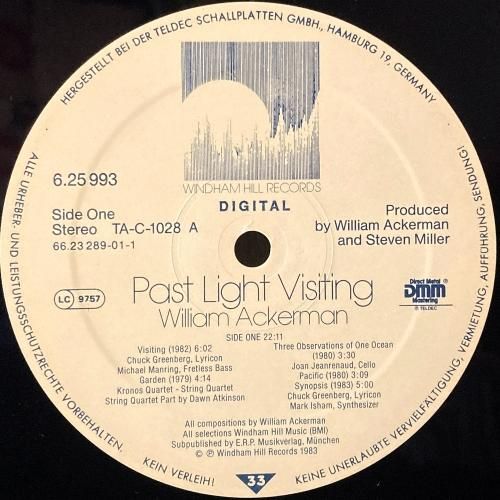 HERGESTELLT BEI DER TELDEC SCHALLPLATTEN GMBH., HAMBURG 19, GERMANY
WINDHAM HILL RECORDS
DIGITAL
6.25 993
Side One
Stereo TA-C-1028 A
66.23 289-01-1
Produced
by William Ackerman
and Steven Miller
LC 9757
Direct Metal
DMM
Mastering
℗ TELDEC
Past Light Visiting
William Ackerman
SIDE ONE 22:11
Visiting (1982) 6:02
Chuck Greenberg, Lyricon
Michael Manring, Fretless Bass
Garden (1979) 4:14
Kronos Quartet - String Quartet
String Quartet Part by Dawn Atkinson
Three Observations of One Ocean
(1980) 3:30
Joan Jeanrenaud, Cello
Pacific (1980) 3:09
Synopsis (1983) 5:00
Chuck Greenberg, Lyricon
Mark Isham, Synthesizer
All compositions by William Ackerman
All selections Windham Hill Music (BMI)
Subpublished by E.R.P. Musikverlag, München
© ℗ Windham Hill Records 1983
33
ALLE URHEBER- UND LEISTUNGSSCHUTZRECHTE VORBEHALTEN.
KEIN VERLEIH!
KEINE UNERLAUBTE VERVIELFÄLTIGUNG, VERMIETUNG, AUFFÜHRUNG, SENDUNG!